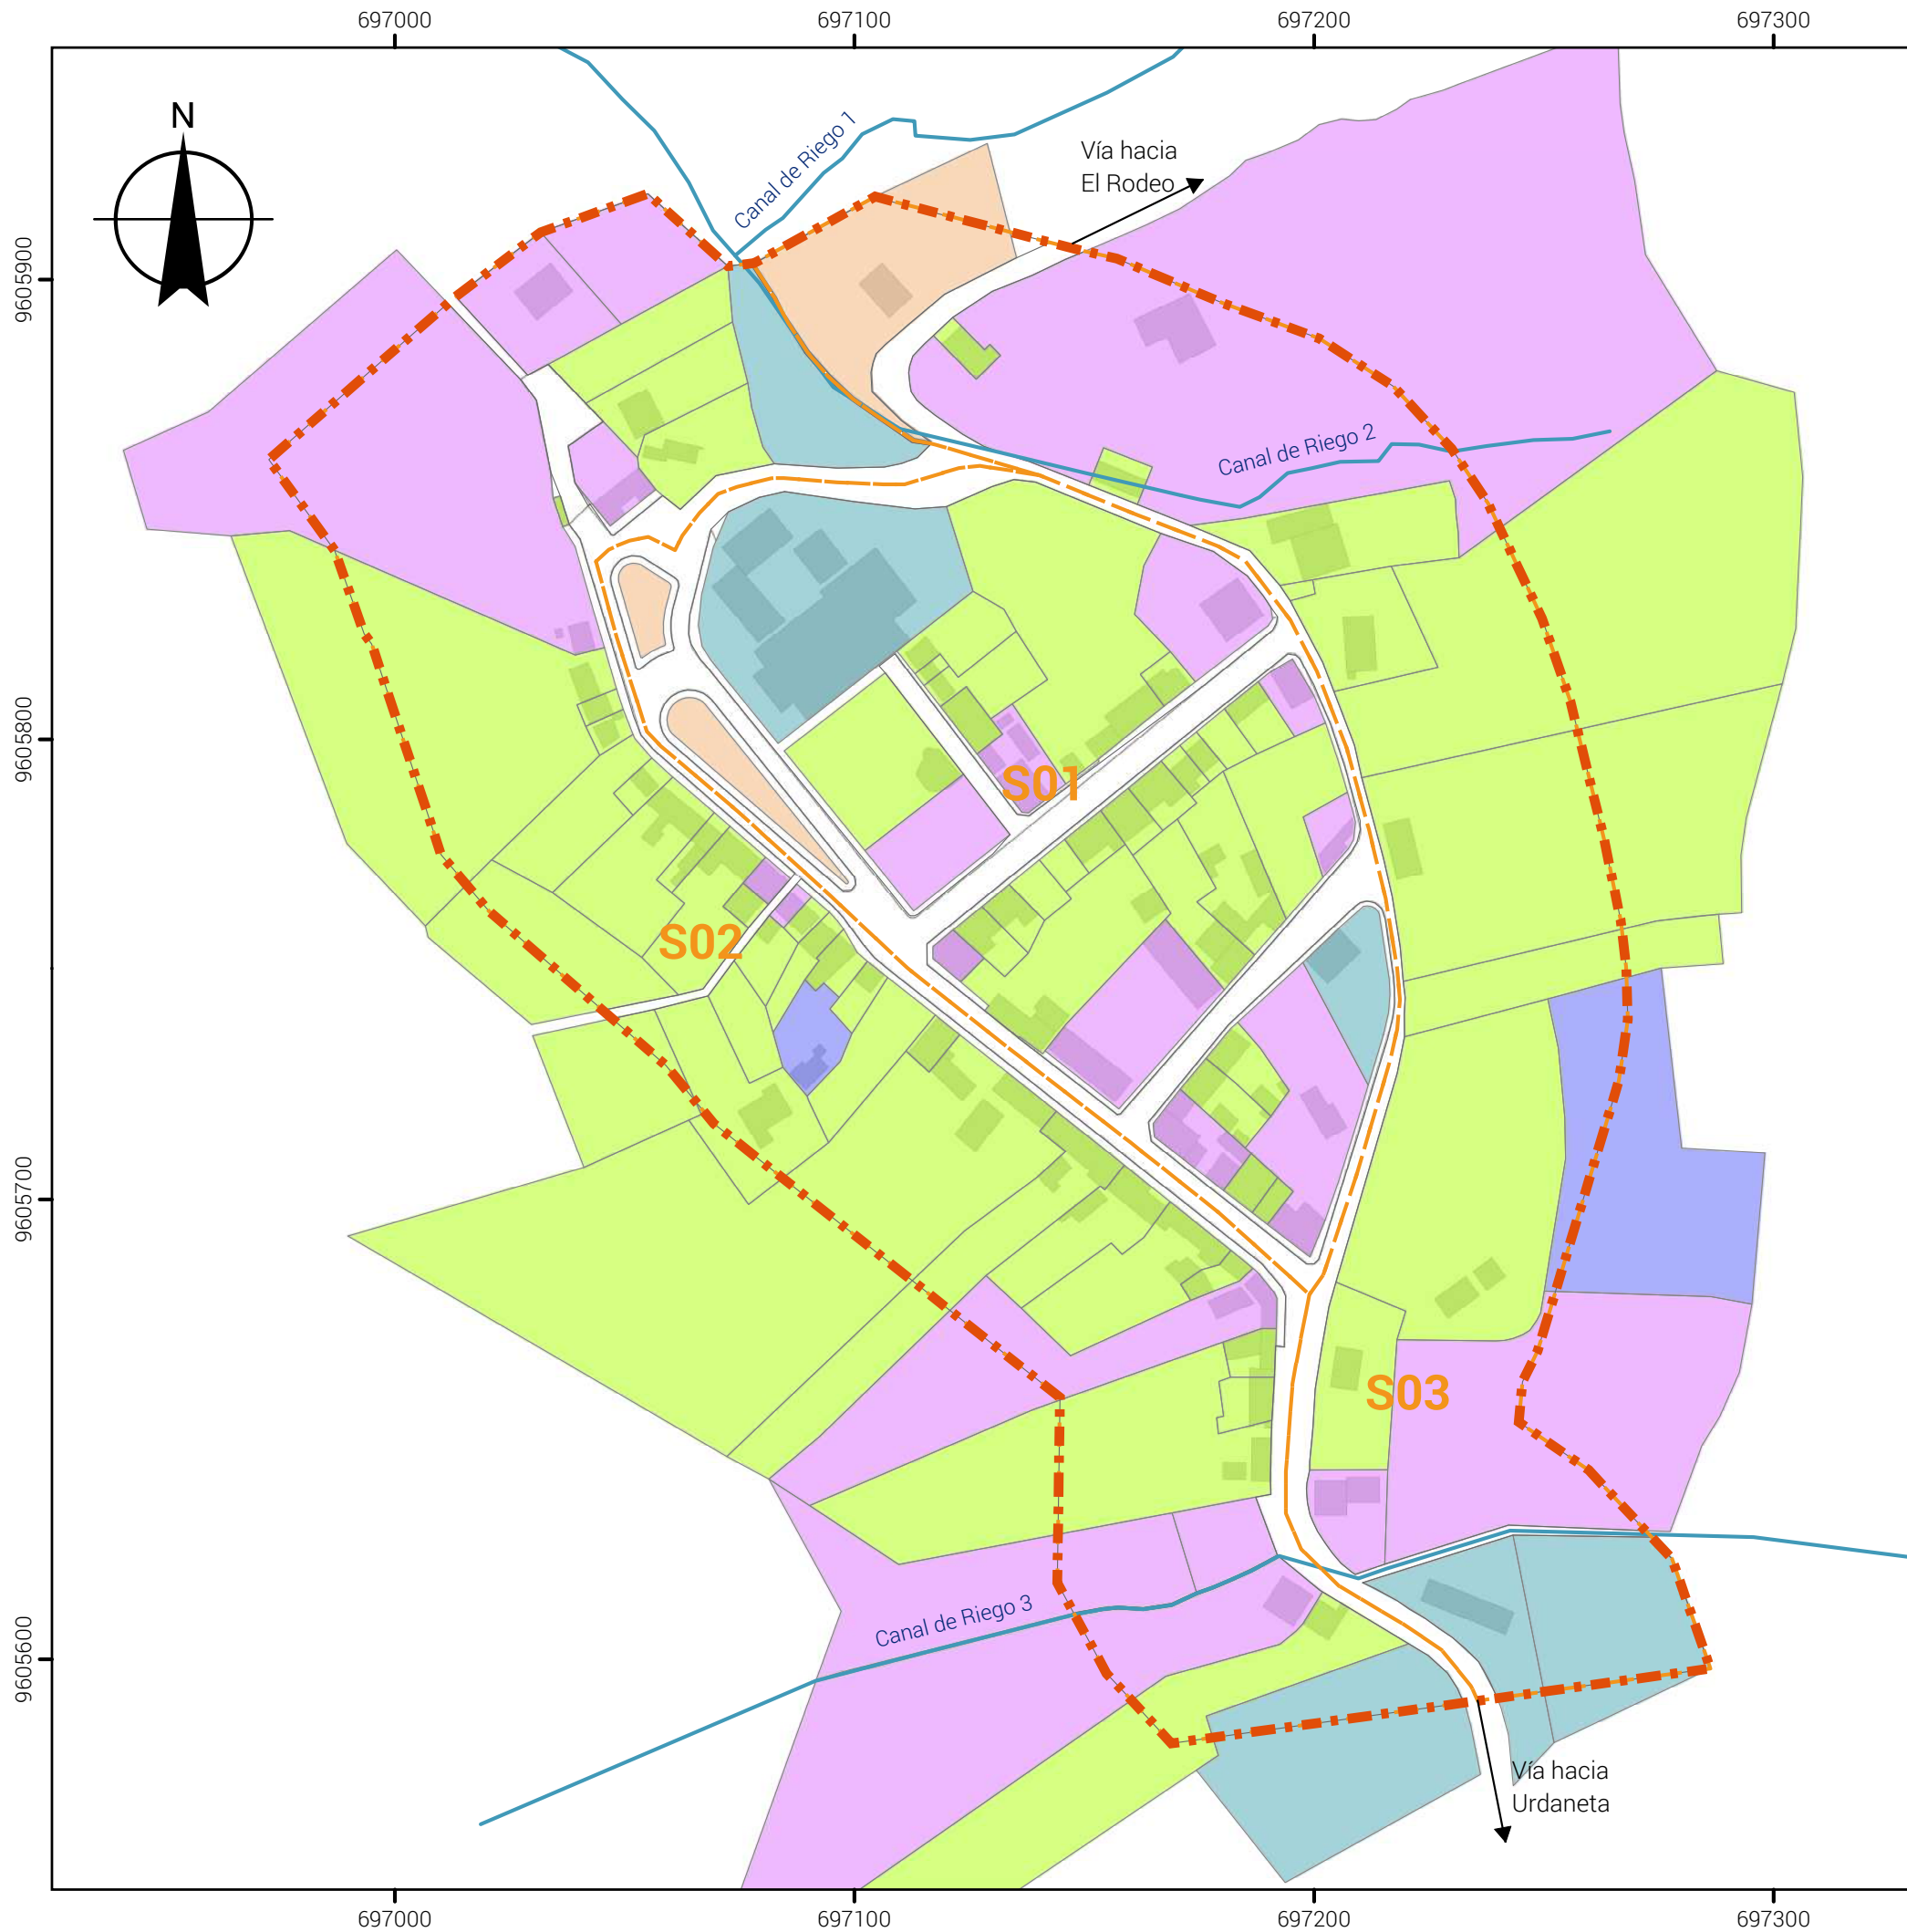 697000 697100 697200 697300
N
Canal de Riego 1
Vía hacia
El Rodeo
9605900
Canal de Riego 2
9605800
S01
S02
9605700
S03
Canal de Riego 3
9605600
Vía hacia
Urdaneta
697000 697100 697200 697300